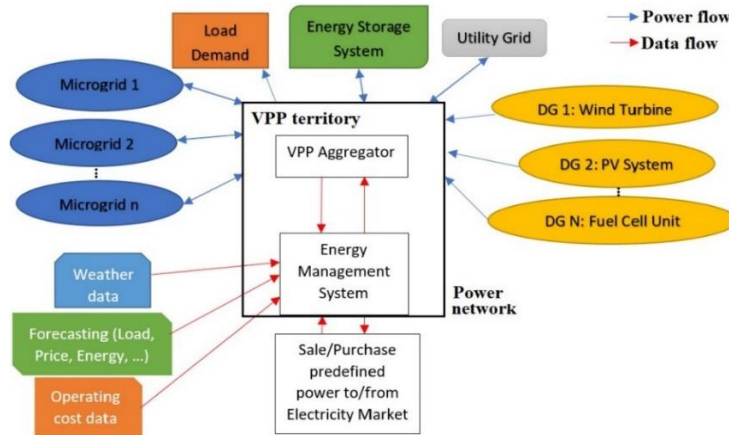 Load
Demand
Energy Storage
System
Utility Grid
Power flow
Data flow
Microgrid 1
Microgrid 2
Microgrid n
VPP territory
VPP Aggregator
Energy
Management
System
Power
network
DG 1: Wind Turbine
DG 2: PV System
DG N: Fuel Cell Unit
Weather
data
Forecasting (Load,
Price, Energy, ...)
Operating
cost data
Sale/Purchase
predefined
power to/from
Electricity Market